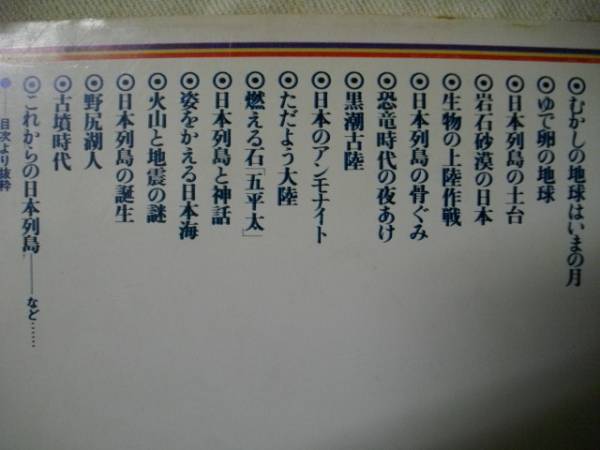 ◉むかしの地球はいまの月
◉ゆで卵の地球
◉日本列島の土台
◉岩石砂漠の日本
◉生物の上陸作戦
◉日本列島の骨ぐみ
◉恐竜時代の夜あけ
◉黒潮古陸
◉日本のアンモナイト
◉ただよう大陸
◉燃える石「五平太」
◉日本列島と神話
◉姿をかえる日本海
◉火山と地震の謎
◉日本列島の誕生
◉野尻湖人
◉古墳時代
◉これからの日本列島——など……
●——目次より抜粋